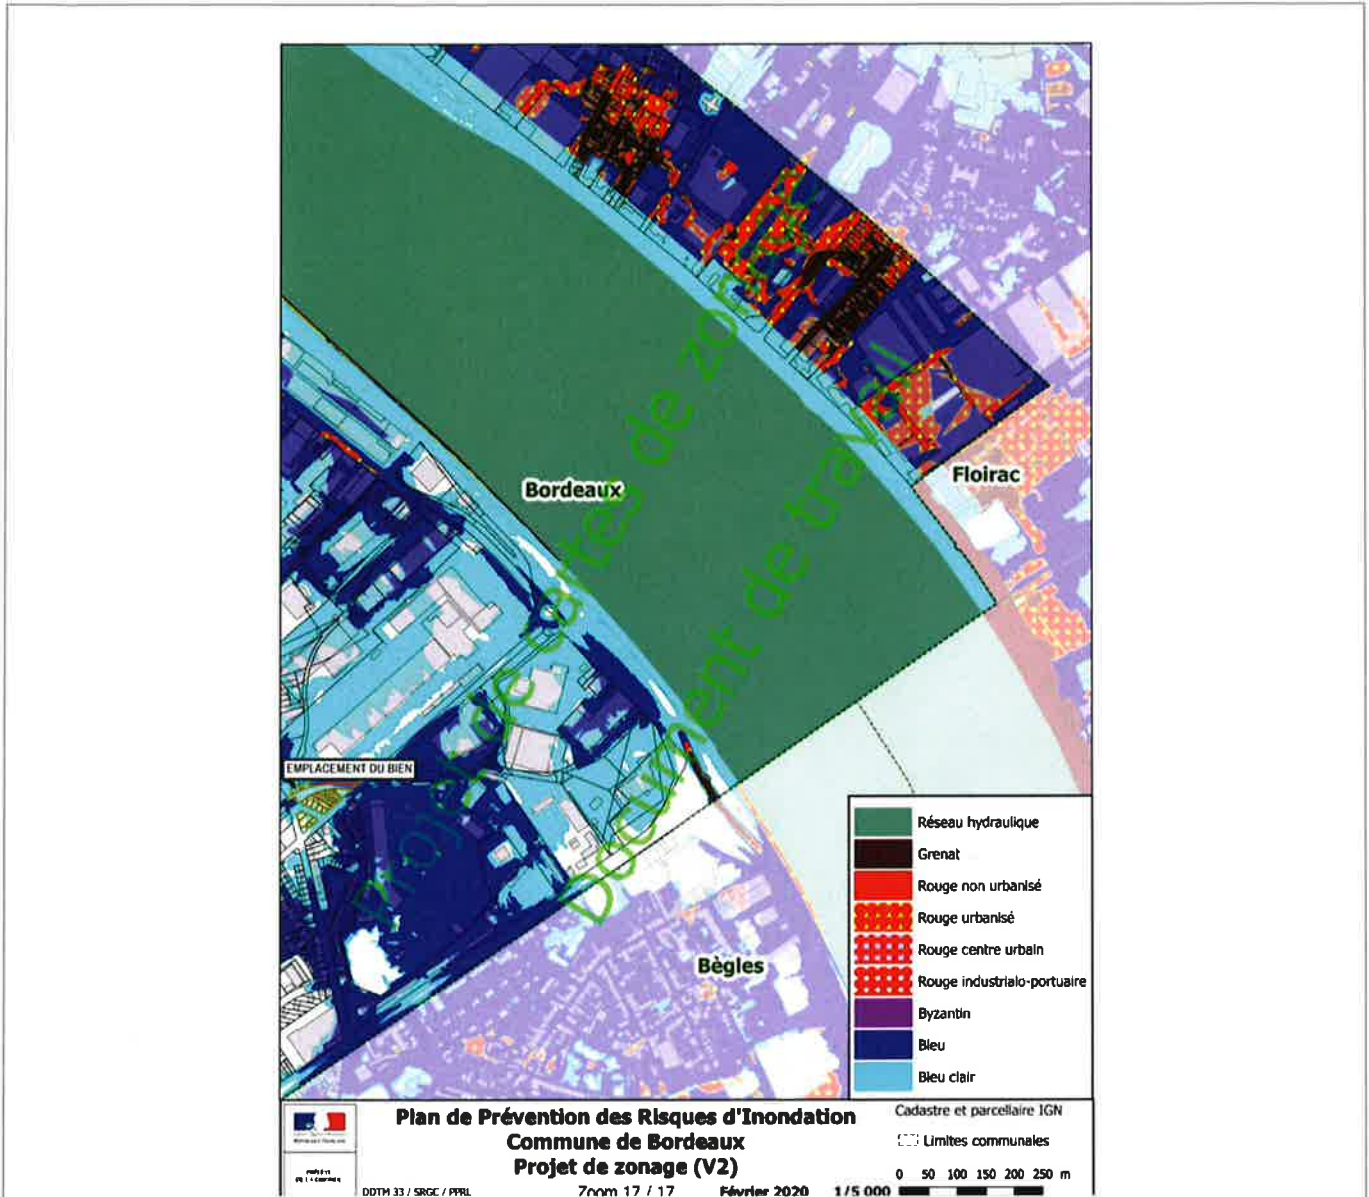 Projet de cartes de zonage
Document de travail
Bordeaux
Floirac
EMPLACEMENT DU BIEN
Bègles
Réseau hydraulique
Grenat
Rouge non urbanisé
Rouge urbanisé
Rouge centre urbain
Rouge industrialo-portuaire
Byzantin
Bleu
Bleu clair
Plan de Prévention des Risques d'Inondation
Commune de Bordeaux
Projet de zonage (V2)
Cadastre et parcellaire IGN
Limites communales
0 50 100 150 200 250 m
DDTM 33 / SRGC / PPRL
Zoom 17 / 17
Février 2020
1/5 000